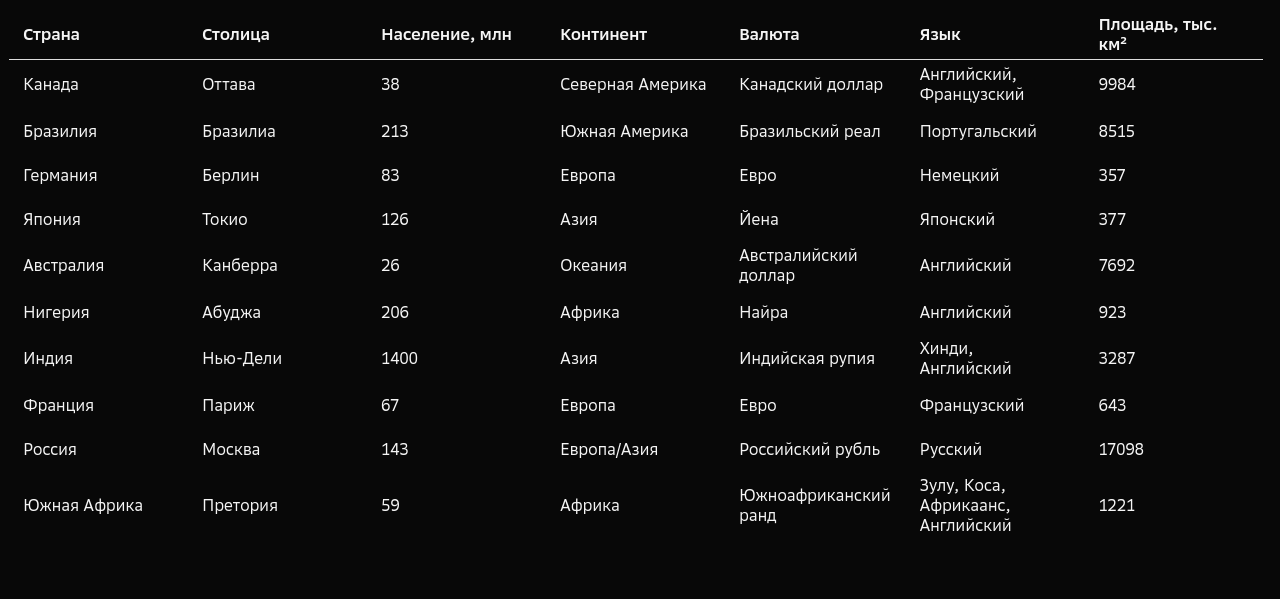 Страна Столица Население, млн Континент Валюта Язык Площадь, тыс. км²
Канада Оттава 38 Северная Америка Канадский доллар Английский, Французский 9984
Бразилия Бразилиа 213 Южная Америка Бразильский реал Португальский 8515
Германия Берлин 83 Европа Евро Немецкий 357
Япония Токио 126 Азия Йена Японский 377
Австралия Канберра 26 Океания Австралийский доллар Английский 7692
Нигерия Абуджа 206 Африка Найра Английский 923
Индия Нью-Дели 1400 Азия Индийская рупия Хинди, Английский 3287
Франция Париж 67 Европа Евро Французский 643
Россия Москва 143 Европа/Азия Российский рубль Русский 17098
Южная Африка Претория 59 Африка Южноафриканский ранд Зулу, Коса, Африкаанс, Английский 1221